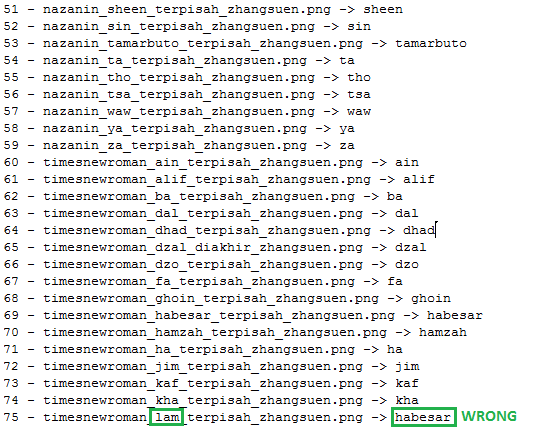 51 - nazanin_sheen_terpisah_zhangsuen.png -> sheen
52 - nazanin_sin_terpisah_zhangsuen.png -> sin
53 - nazanin_tamarbuto_terpisah_zhangsuen.png -> tamarbuto
54 - nazanin_ta_terpisah_zhangsuen.png -> ta
55 - nazanin_tho_terpisah_zhangsuen.png -> tho
56 - nazanin_tsa_terpisah_zhangsuen.png -> tsa
57 - nazanin_waw_terpisah_zhangsuen.png -> waw
58 - nazanin_ya_terpisah_zhangsuen.png -> ya
59 - nazanin_za_terpisah_zhangsuen.png -> za
60 - timesnewroman_ain_terpisah_zhangsuen.png -> ain
61 - timesnewroman_alif_terpisah_zhangsuen.png -> alif
62 - timesnewroman_ba_terpisah_zhangsuen.png -> ba
63 - timesnewroman_dal_terpisah_zhangsuen.png -> dal
64 - timesnewroman_dhad_terpisah_zhangsuen.png -> dhad
65 - timesnewroman_dzal_diakhir_zhangsuen.png -> dzal
66 - timesnewroman_dzo_terpisah_zhangsuen.png -> dzo
67 - timesnewroman_fa_terpisah_zhangsuen.png -> fa
68 - timesnewroman_ghoin_terpisah_zhangsuen.png -> ghoin
69 - timesnewroman_habesar_terpisah_zhangsuen.png -> habesar
70 - timesnewroman_hamzah_terpisah_zhangsuen.png -> hamzah
71 - timesnewroman_ha_terpisah_zhangsuen.png -> ha
72 - timesnewroman_jim_terpisah_zhangsuen.png -> jim
73 - timesnewroman_kaf_terpisah_zhangsuen.png -> kaf
74 - timesnewroman_kha_terpisah_zhangsuen.png -> kha
75 - timesnewroman_lam_terpisah_zhangsuen.png -> habesar WRONG